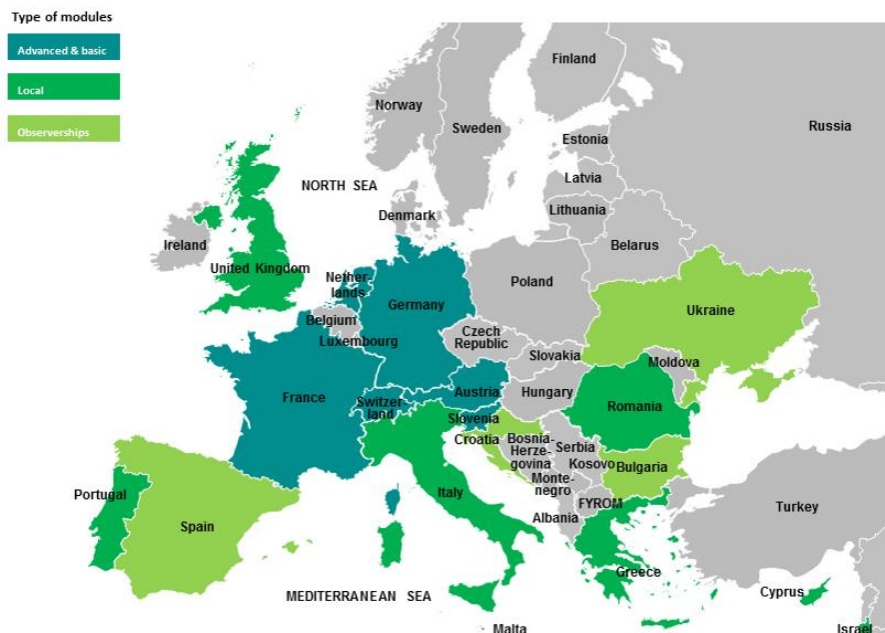 Type of modules
Advanced & basic
Local
Observerships
Finland
Norway
Sweden
Russia
Estonia
NORTH SEA
Latvia
Denmark
Lithuania
Ireland
Belarus
United Kingdom
Nether-
lands
Poland
Germany
Ukraine
Belgium
Czech
Republic
Luxembourg
Slovakia
Moldova
France
Austria
Hungary
Switzer-
land
Romania
Slovenia
Croatia
Bosnia-
Herze-
govina
Serbia
Kosovo
Bulgaria
Monte-
negro
Portugal
Italy
FYROM
Spain
Albania
Turkey
Greece
MEDITERRANEAN SEA
Cyprus
Malta
Israel